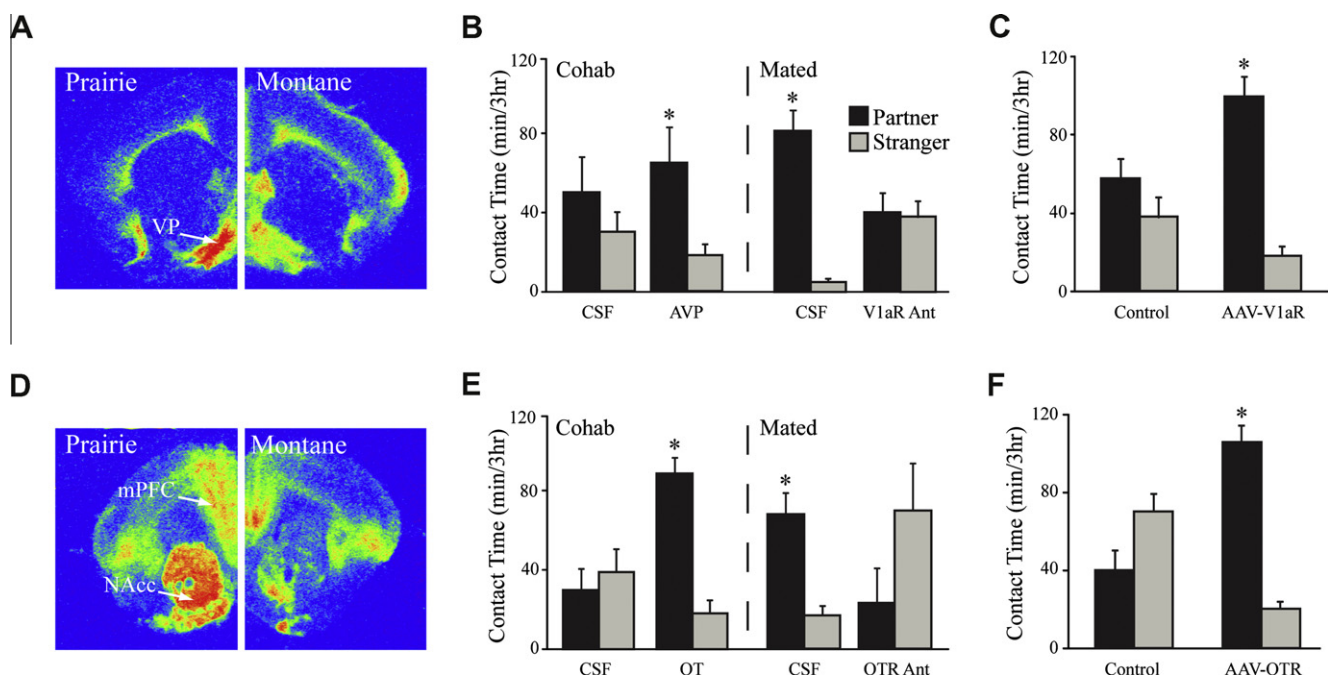 A
Prairie
Montane
VP
B
Contact Time (min/3hr)
120
80
40
0
Cohab
Mated
*
*
Partner
Stranger
CSF
AVP
CSF
V1aR Ant
C
Contact Time (min/3hr)
120
80
40
0
*
Control
AAV-V1aR
D
Prairie
Montane
mPFC
NAcc
E
Contact Time (min/3hr)
120
80
40
0
Cohab
Mated
*
*
CSF
OT
CSF
OTR Ant
F
Contact Time (min/3hr)
120
80
40
0
*
Control
AAV-OTR